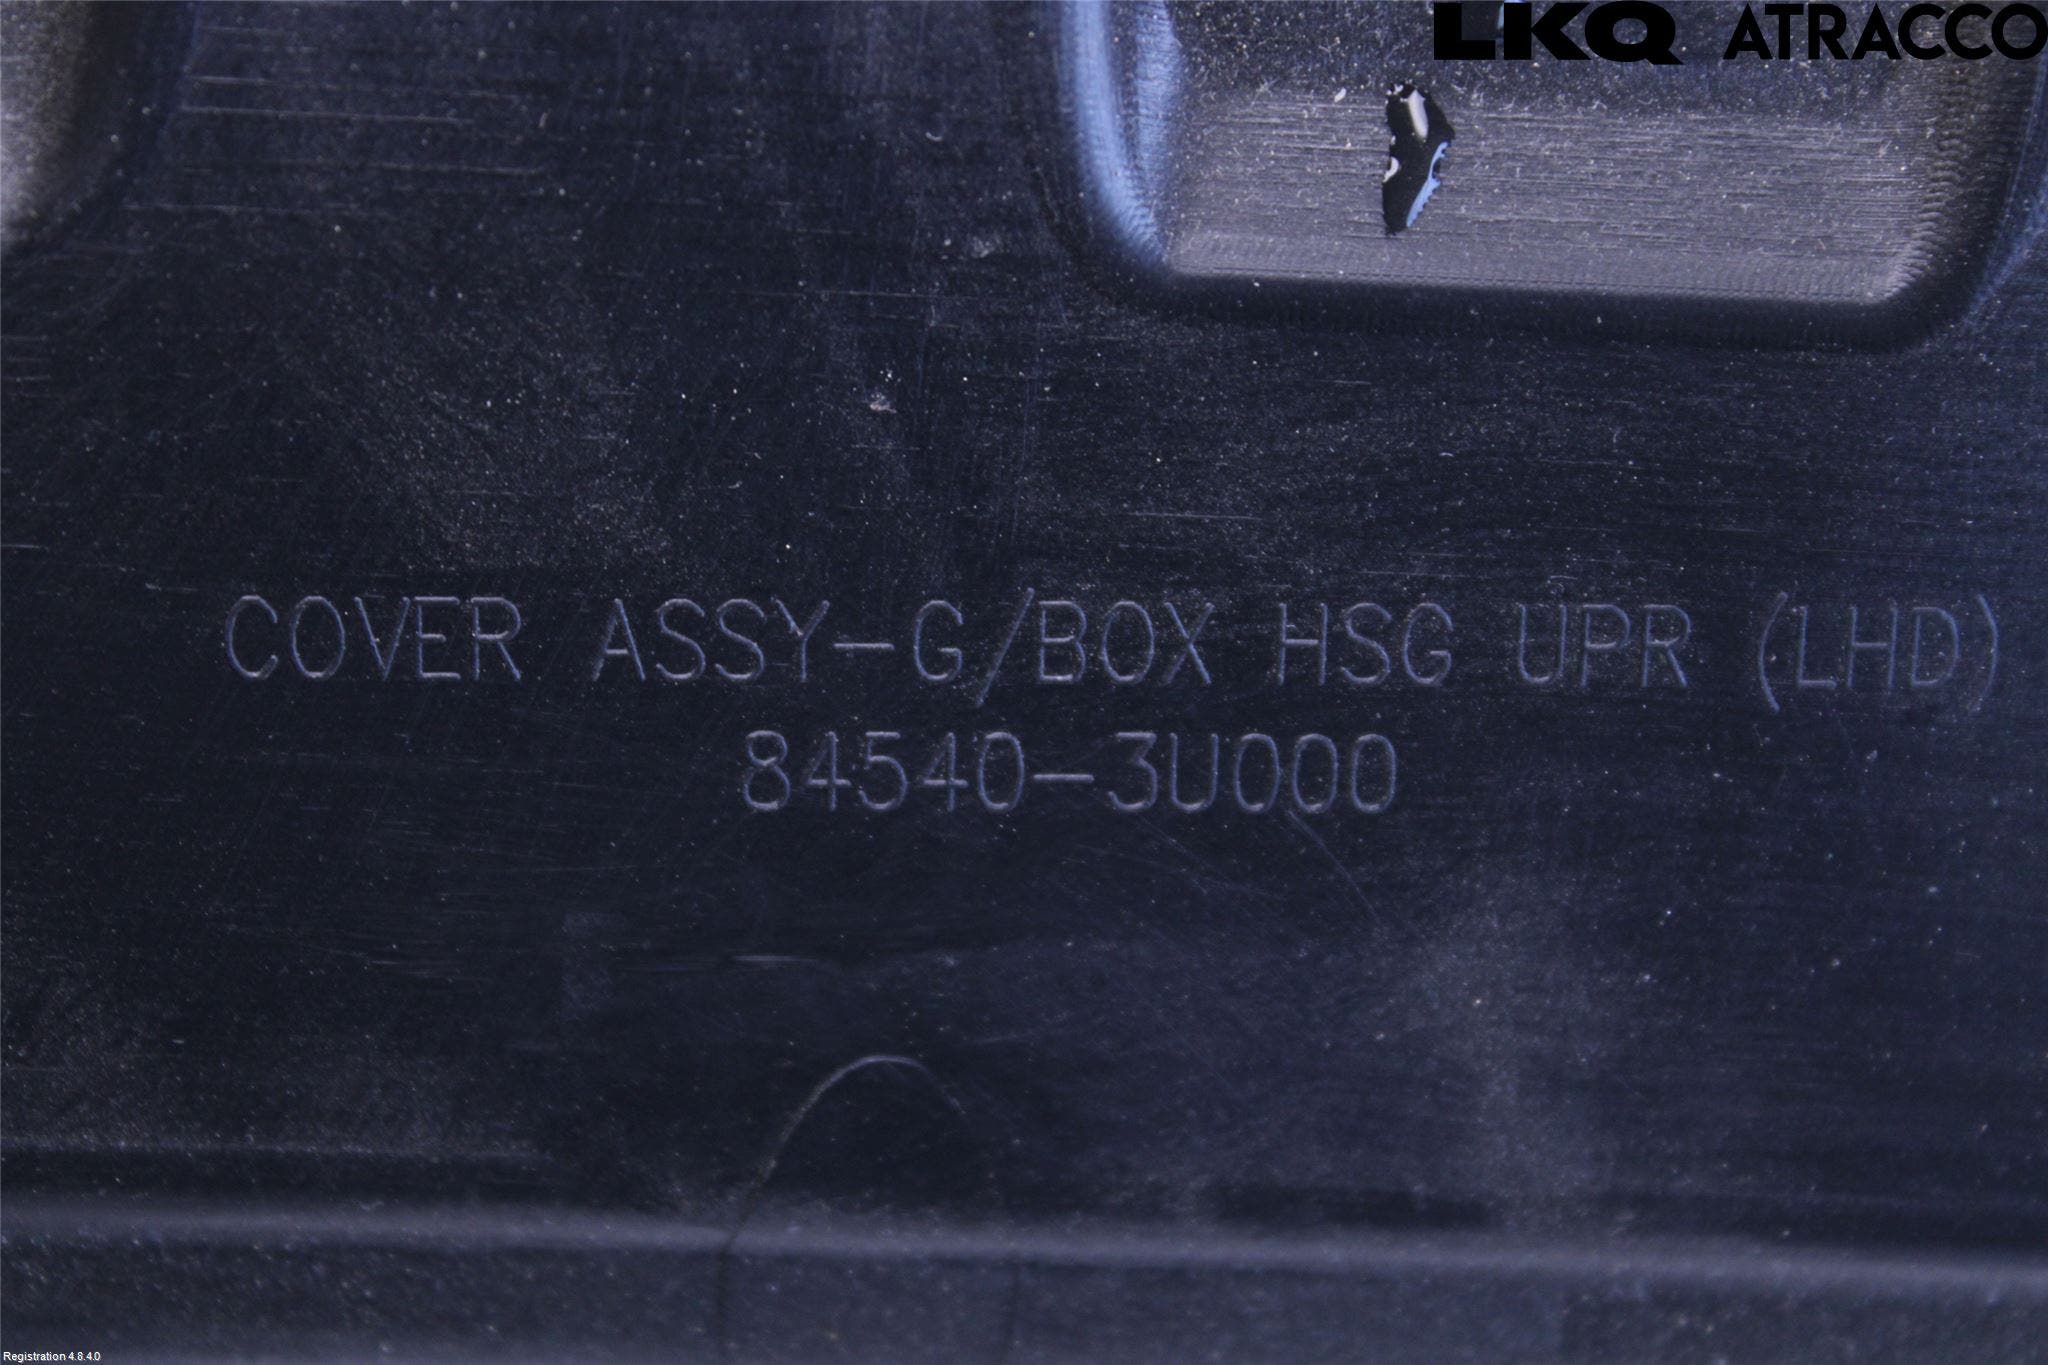 LKQ ATRACCO
COVER ASSY-G/BOX HSG UPR (LHD)
84540-3U000
Registration 4.8.4.0